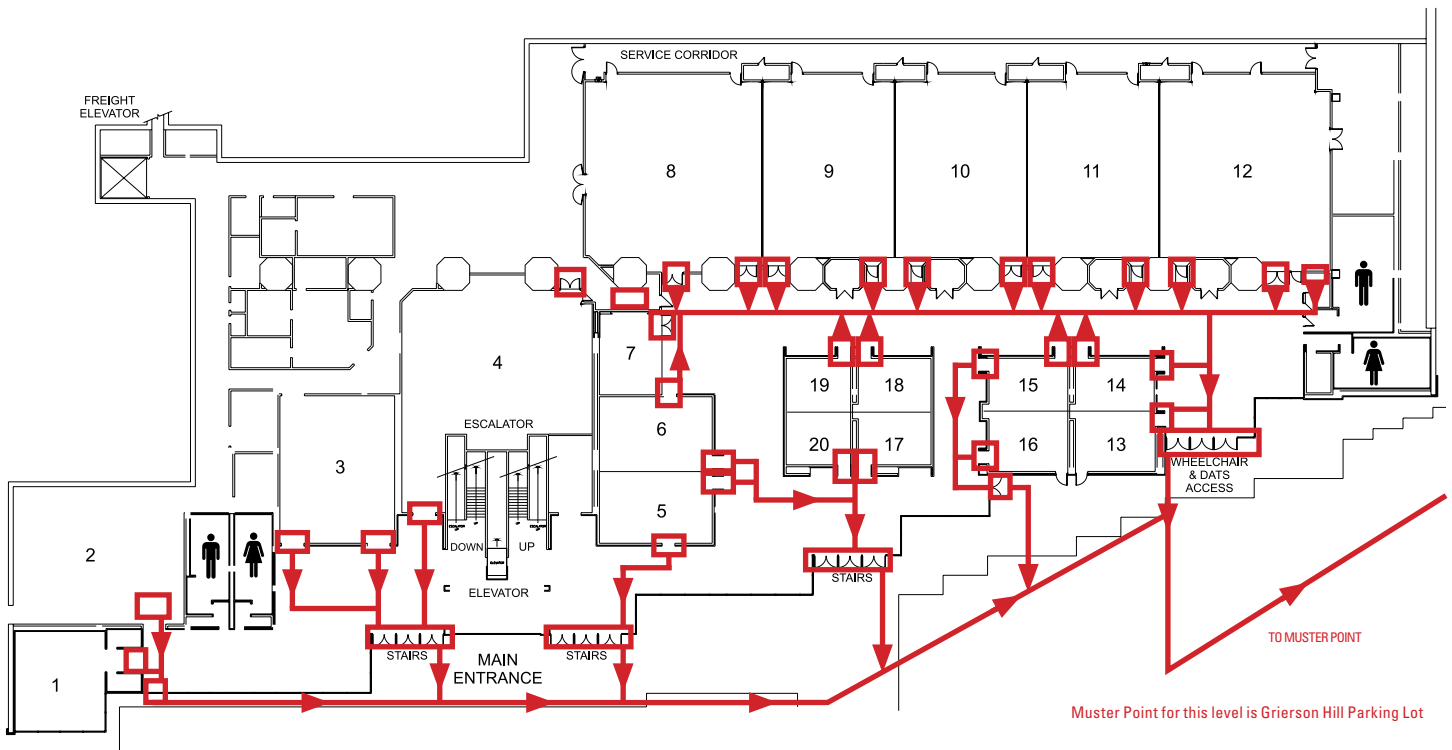 SERVICE CORRIDOR
FREIGHT
ELEVATOR
8
9
10
11
12
7
4
19
18
15
14
ESCALATOR
6
3
20
17
16
13
WHEELCHAIR
& DATS
ACCESS
5
DOWN
UP
2
ELEVATOR
ELEVATOR
STAIRS
STAIRS
STAIRS
MAIN
ENTRANCE
1
TO MUSTER POINT
Muster Point for this level is Grierson Hill Parking Lot